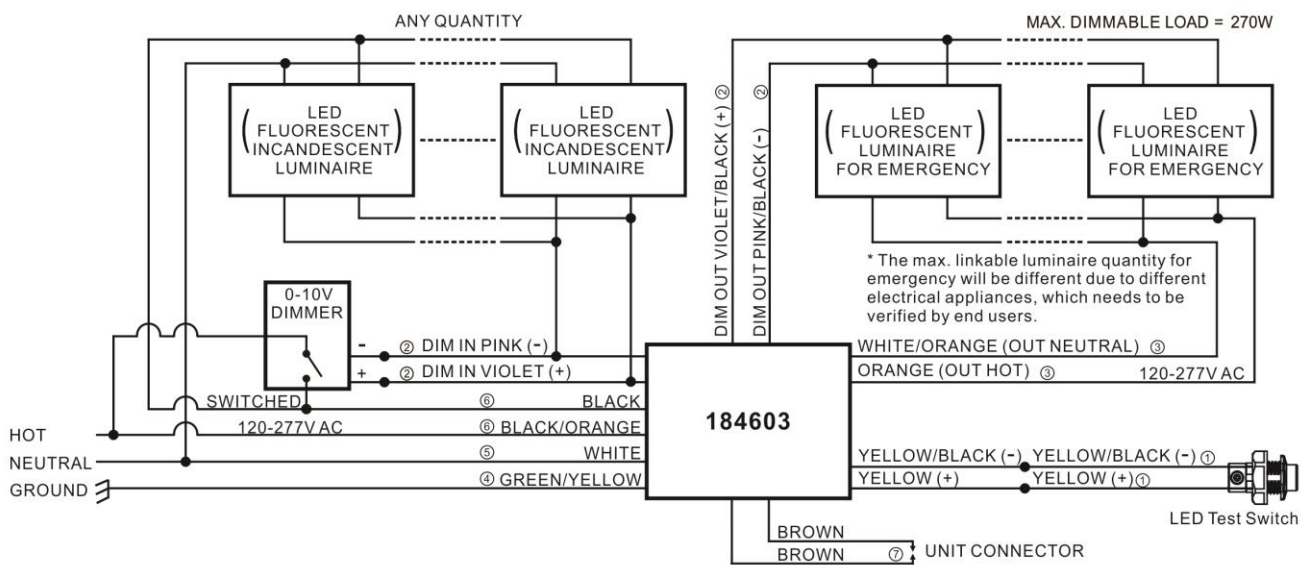 ANY QUANTITY
MAX. DIMMABLE LOAD = 270W
( LED
FLUORESCENT
INCANDESCENT )
LUMINAIRE
( LED
FLUORESCENT
INCANDESCENT )
LUMINAIRE
DIM OUT VIOLET/BLACK (+) ②
DIM OUT PINK/BLACK (-) ②
( LED
FLUORESCENT )
LUMINAIRE
FOR EMERGENCY
( LED
FLUORESCENT )
LUMINAIRE
FOR EMERGENCY
* The max. linkable luminaire quantity for
emergency will be different due to different
electrical appliances, which needs to be
verified by end users.
0-10V
DIMMER
- ② DIM IN PINK (-)
+ ② DIM IN VIOLET (+)
SWITCHED ⑥ BLACK
HOT 120-277V AC ⑥ BLACK/ORANGE
NEUTRAL ⑤ WHITE
GROUND ④ GREEN/YELLOW
184603
WHITE/ORANGE (OUT NEUTRAL) ③
ORANGE (OUT HOT) ③ 120-277V AC
YELLOW/BLACK (-) YELLOW/BLACK (-) ①
YELLOW (+) YELLOW (+) ①
LED Test Switch
BROWN
BROWN ⑦ UNIT CONNECTOR